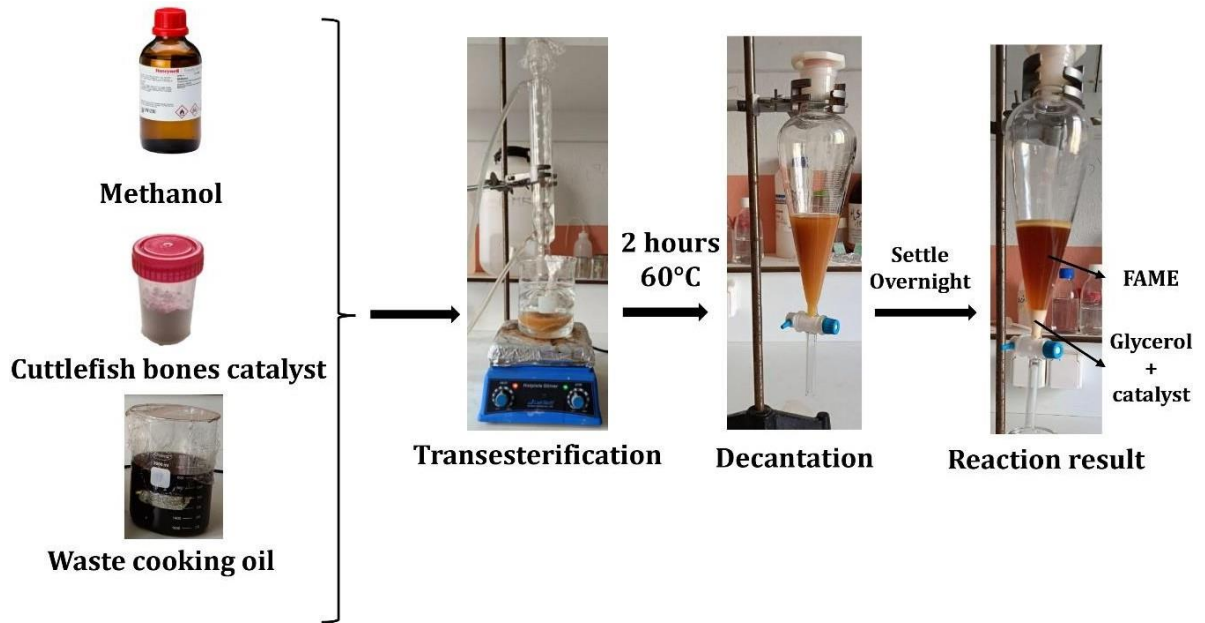 Honeywell
Methanol
Cuttlefish bones catalyst
Waste cooking oil
Transesterification
2 hours
60°C
Decantation
Settle
Overnight
FAME
Glycerol
+
catalyst
Reaction result